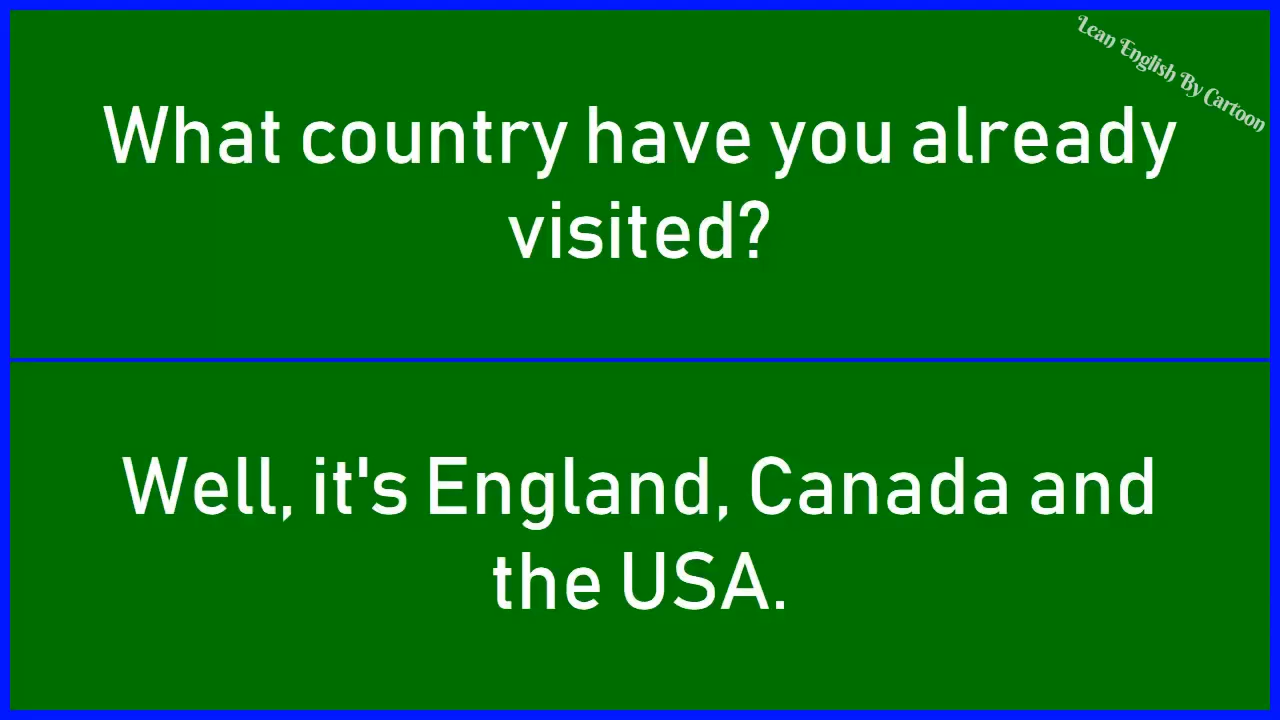 Lean English By Cartoon
What country have you already
visited?
Well, it's England, Canada and
the USA.